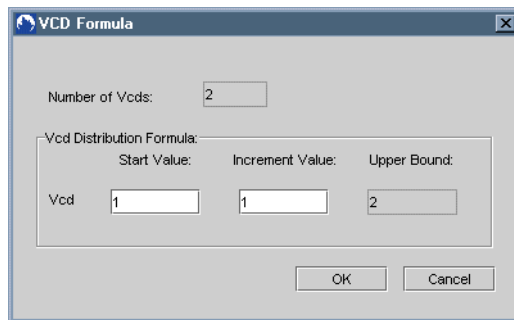 VCD Formula
Number of Vcds: 2
Vcd Distribution Formula:
Start Value: Increment Value: Upper Bound:
Vcd 1 1 2
OK Cancel